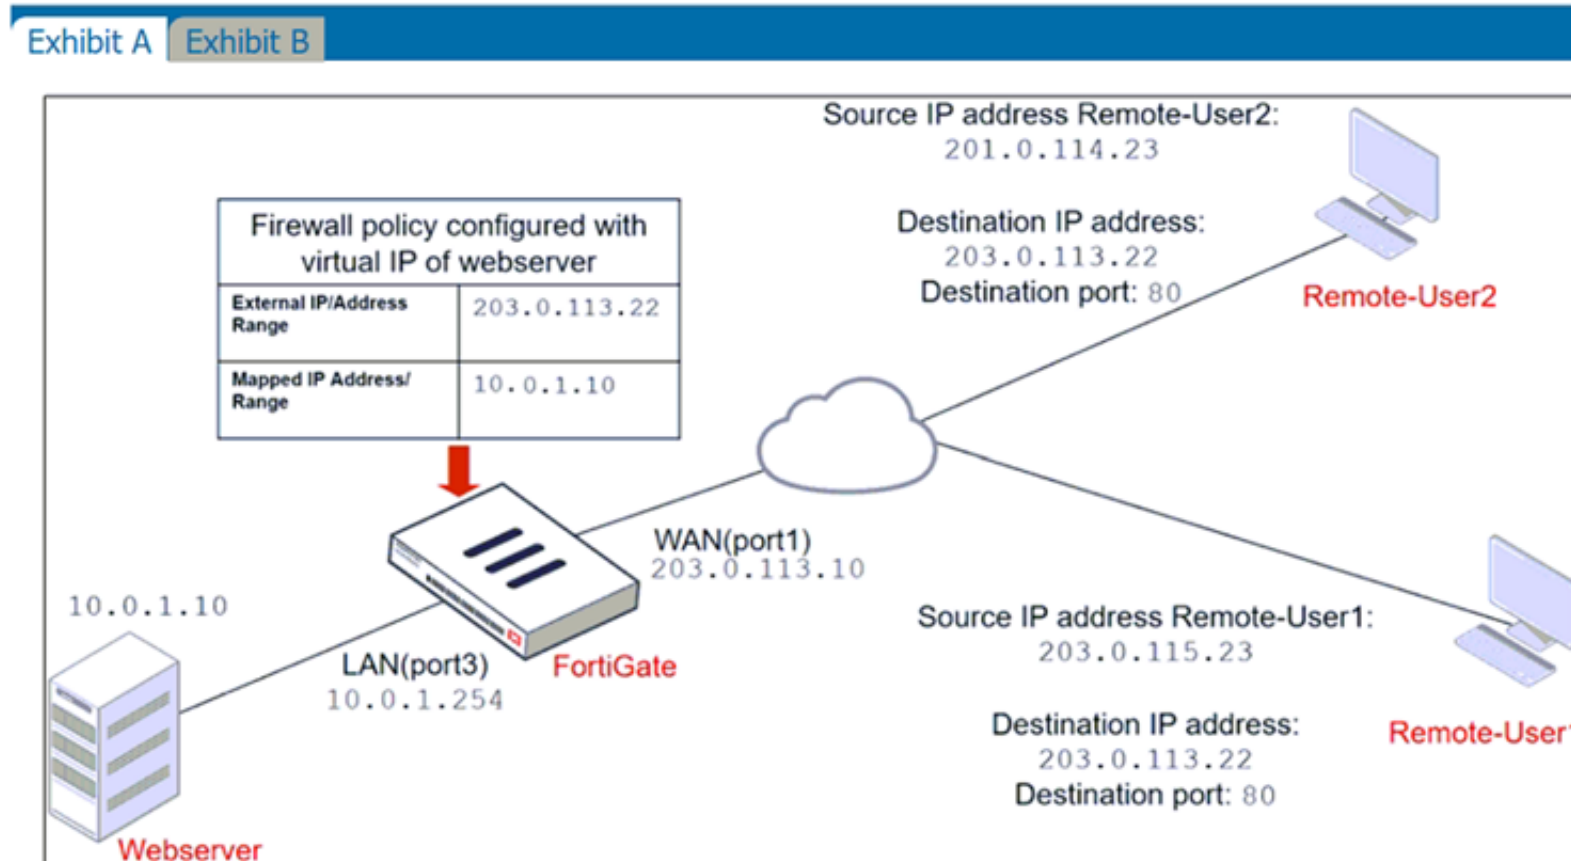 Exhibit A
Exhibit B
Source IP address Remote-User2:
201.0.114.23
Destination IP address:
203.0.113.22
Destination port: 80
Remote-User2
Firewall policy configured with
virtual IP of webserver
External IP/Address
Range
203.0.113.22
Mapped IP Address/
Range
10.0.1.10
WAN(port1)
203.0.113.10
10.0.1.10
LAN(port3)
10.0.1.254
FortiGate
Source IP address Remote-User1:
203.0.115.23
Destination IP address:
203.0.113.22
Destination port: 80
Remote-User1
Webserver